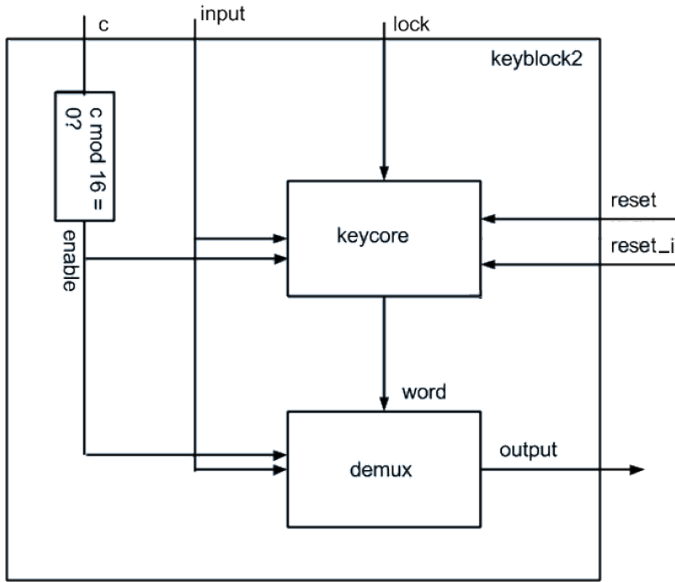 c
input
lock
keyblock2
c mod 16 =
0?
reset
keycore
reset_i
enable
word
output
demux